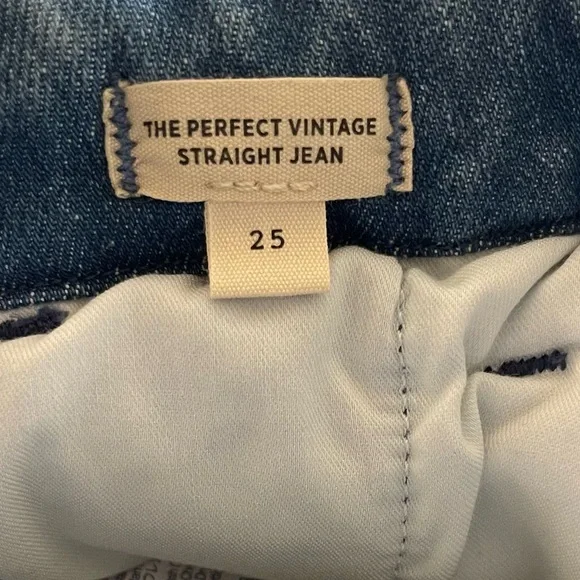 THE PERFECT VINTAGE
STRAIGHT JEAN
25